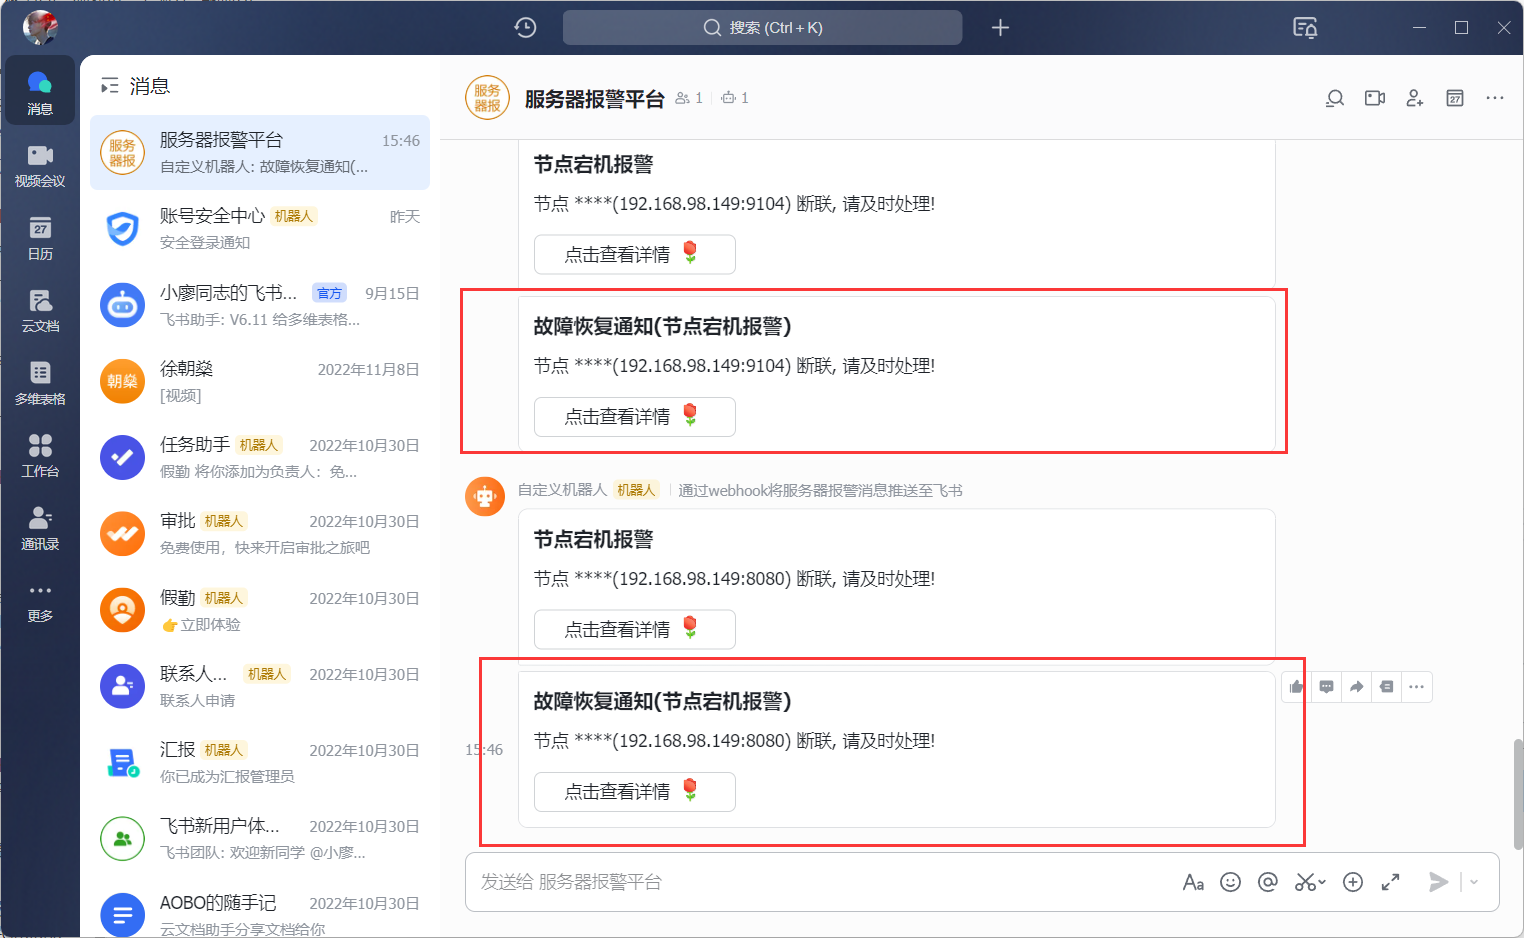 搜索 (Ctrl + K)
消息
视频会议
27
日历
云文档
多维表格
工作台
通讯录
更多
消息
服务
器报
服务器报警平台
15:46
自定义机器人: 故障恢复通知(...
账号安全中心 机器人
昨天
安全登录通知
小廖同志的飞书... 官方
9月15日
飞书助手: V6.11 给多维表格...
朝燊
徐朝燊
2022年11月8日
[视频]
任务助手 机器人
2022年10月30日
假勤 将你添加为负责人：免...
审批 机器人
2022年10月30日
免费使用，快来开启审批之旅吧
假勤 机器人
2022年10月30日
立即体验
联系人... 机器人
2022年10月30日
联系人申请
汇报 机器人
2022年10月30日
你已成为汇报管理员
飞书新用户体...
2022年10月30日
飞书团队: 欢迎新同学 @小廖...
AOBO的随手记
2022年10月30日
云文档助手分享文档给你
服务
器报
服务器报警平台
1
1
27
节点宕机报警
节点 ****(192.168.98.149:9104) 断联, 请及时处理!
点击查看详情
故障恢复通知(节点宕机报警)
节点 ****(192.168.98.149:9104) 断联, 请及时处理!
点击查看详情
自定义机器人 机器人 通过webhook将服务器报警消息推送至飞书
节点宕机报警
节点 ****(192.168.98.149:8080) 断联, 请及时处理!
点击查看详情
故障恢复通知(节点宕机报警)
15:46
节点 ****(192.168.98.149:8080) 断联, 请及时处理!
点击查看详情
发送给 服务器报警平台
Aa